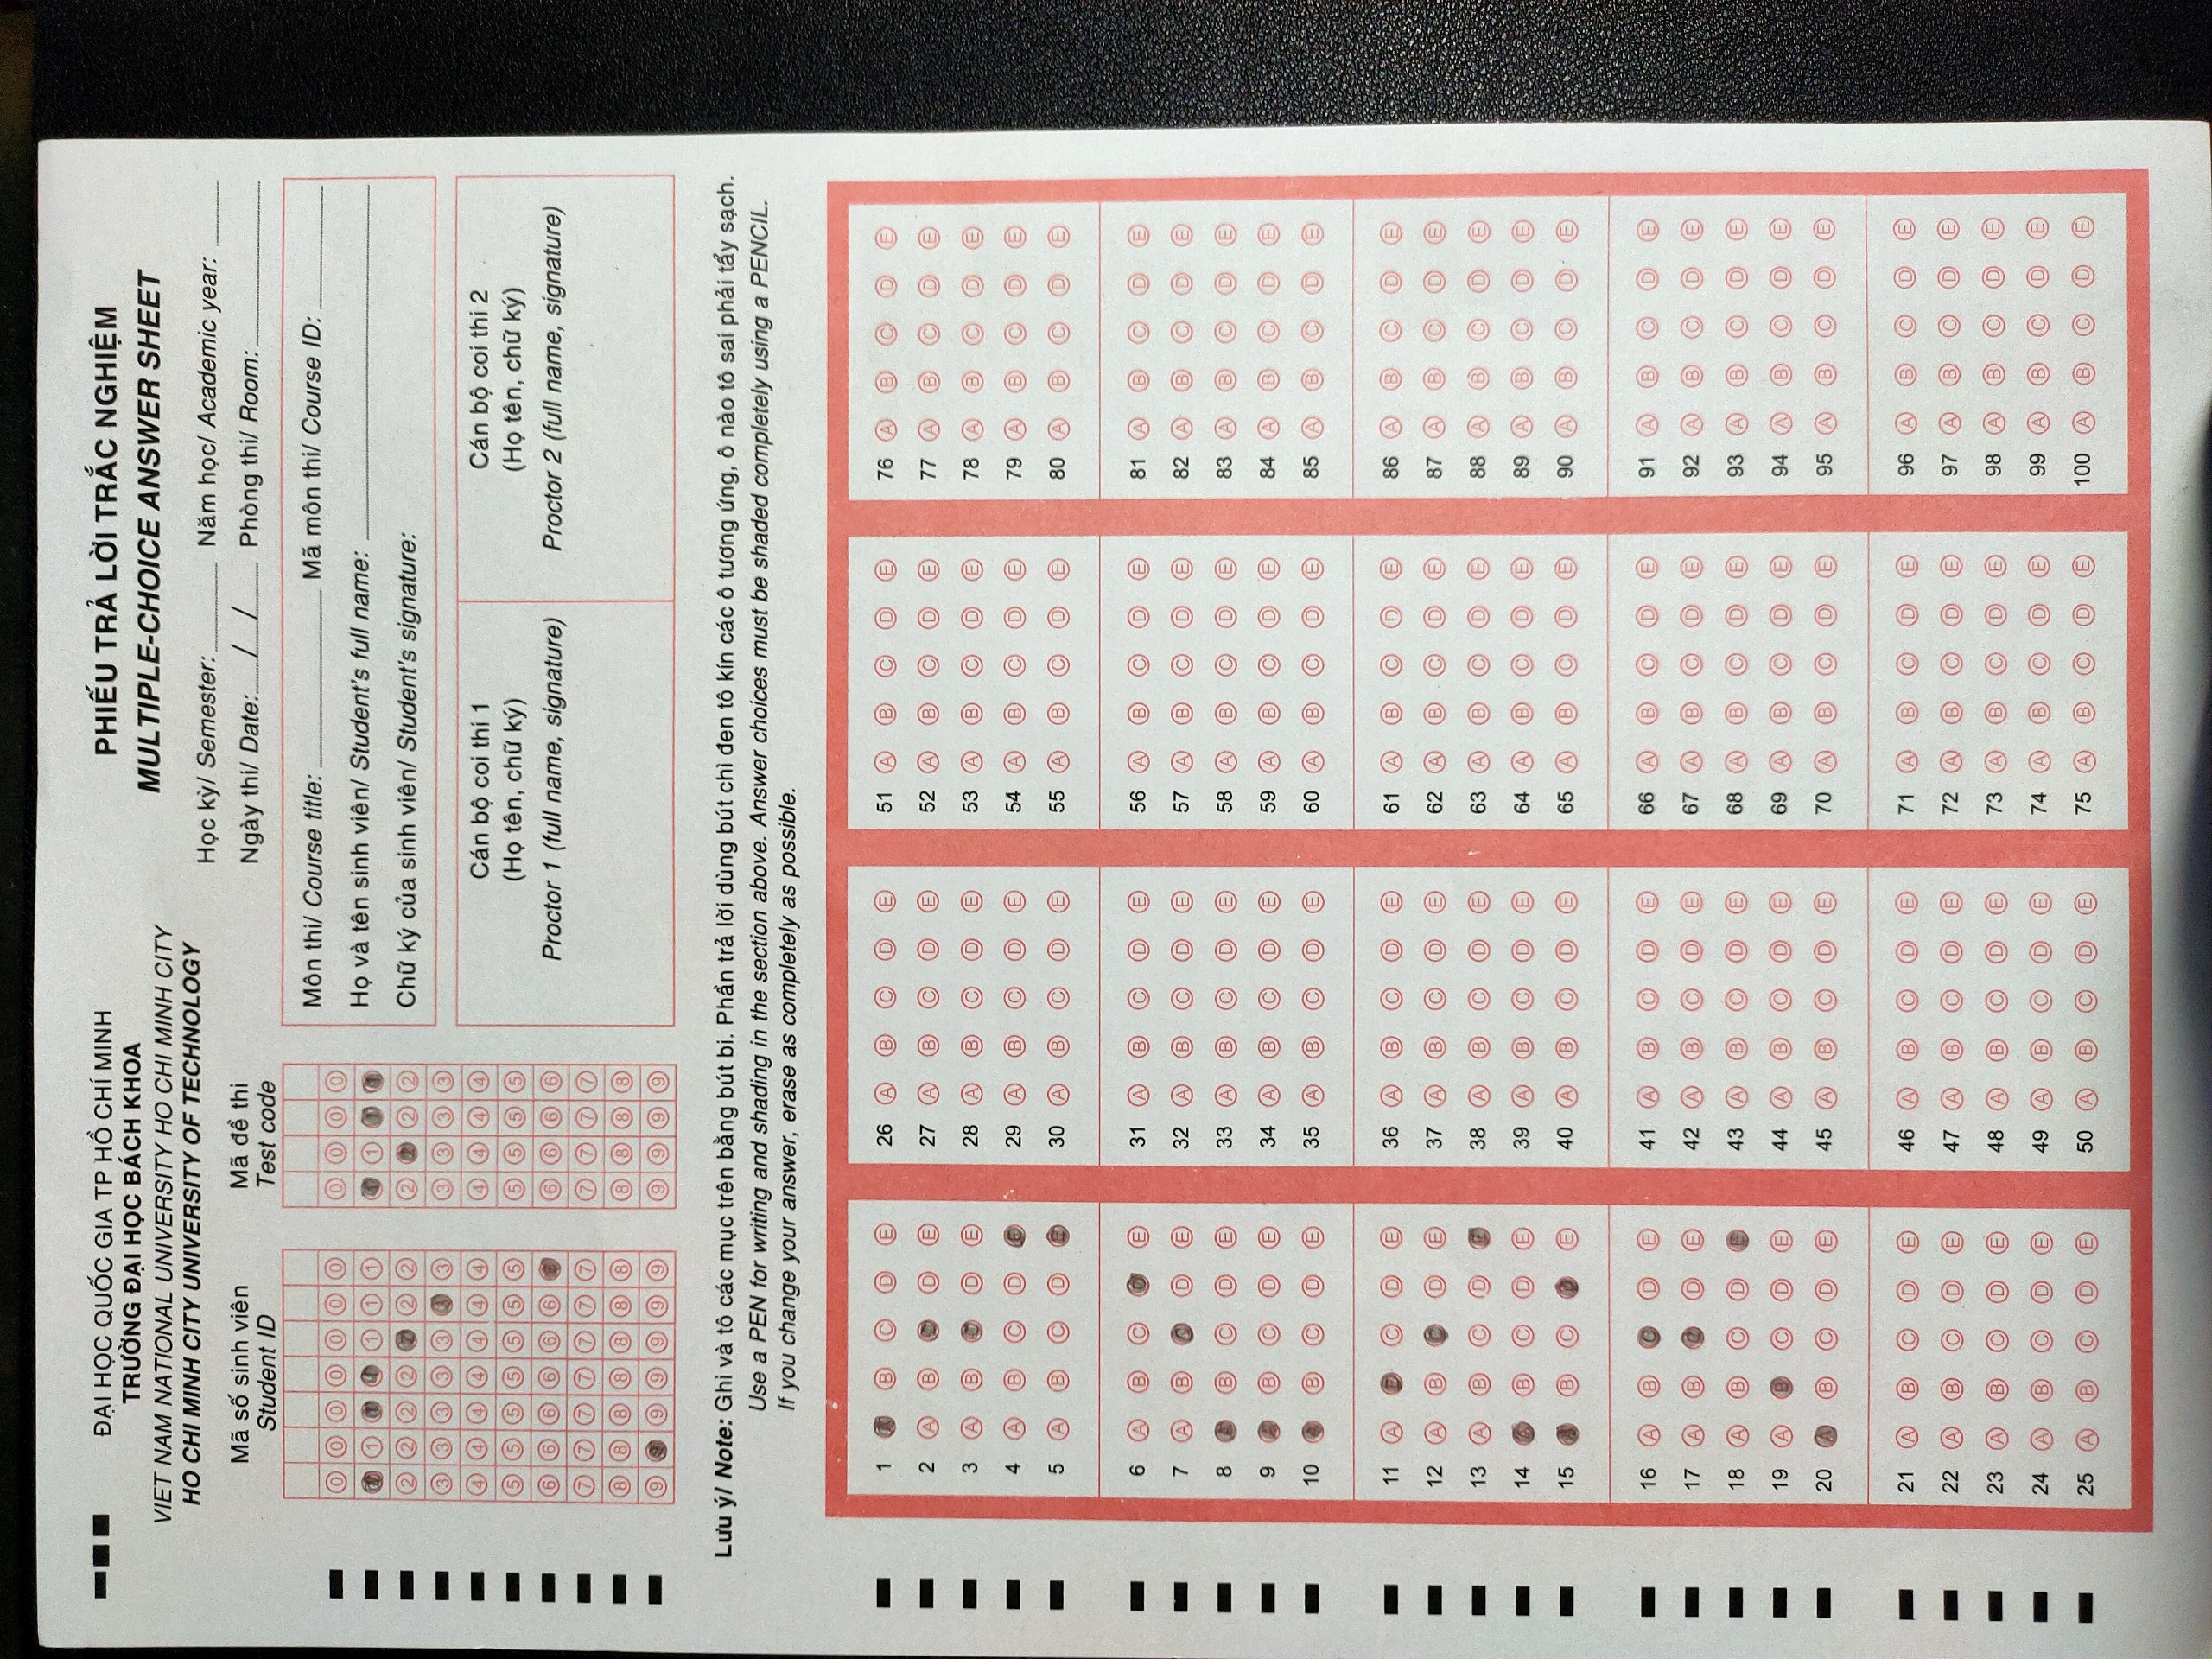 ĐẠI HỌC QUỐC GIA TP HỒ CHÍ MINH
TRƯỜNG ĐẠI HỌC BÁCH KHOA
VIET NAM NATIONAL UNIVERSITY HO CHI MINH CITY
HO CHI MINH CITY UNIVERSITY OF TECHNOLOGY
PHIẾU TRẢ LỜI TRẮC NGHIỆM
MULTIPLE-CHOICE ANSWER SHEET
Học kỳ/ Semester: Năm học/ Academic year:
Ngày thi/ Date: / / Phòng thi/ Room:
Mã số sinh viên
Student ID
Mã đề thi
Test code
0 0 0 0 0 0 0 0 0 0 0
1 1 1 1 1 1 1 1 1 1 1
2 2 2 2 2 2 2 2 2 2 2
3 3 3 3 3 3 3 3 3 3 3
4 4 4 4 4 4 4 4 4 4 4
5 5 5 5 5 5 5 5 5 5 5
6 6 6 6 6 6 6 6 6 6 6
7 7 7 7 7 7 7 7 7 7 7
8 8 8 8 8 8 8 8 8 8 8
9 9 9 9 9 9 9 9 9 9 9
Môn thi/ Course title: Mã môn thi/ Course ID:
Họ và tên sinh viên/ Student's full name:
Chữ ký của sinh viên/ Student's signature:
Cán bộ coi thi 1
(Họ tên, chữ ký)
Proctor 1 (full name, signature)
Cán bộ coi thi 2
(Họ tên, chữ ký)
Proctor 2 (full name, signature)
Lưu ý/ Note: Ghi và tô các mục trên bằng bút bi. Phần trả lời dùng bút chì đen tô kín các ô tương ứng, ô nào tô sai phải tẩy sạch.
Use a PEN for writing and shading in the section above. Answer choices must be shaded completely using a PENCIL.
If you change your answer, erase as completely as possible.
1 A B C D E
2 A B C D E
3 A B C D E
4 A B C D E
5 A B C D E
6 A B C D E
7 A B C D E
8 A B C D E
9 A B C D E
10 A B C D E
11 A B C D E
12 A B C D E
13 A B C D E
14 A B C D E
15 A B C D E
16 A B C D E
17 A B C D E
18 A B C D E
19 A B C D E
20 A B C D E
21 A B C D E
22 A B C D E
23 A B C D E
24 A B C D E
25 A B C D E
26 A B C D E
27 A B C D E
28 A B C D E
29 A B C D E
30 A B C D E
31 A B C D E
32 A B C D E
33 A B C D E
34 A B C D E
35 A B C D E
36 A B C D E
37 A B C D E
38 A B C D E
39 A B C D E
40 A B C D E
41 A B C D E
42 A B C D E
43 A B C D E
44 A B C D E
45 A B C D E
46 A B C D E
47 A B C D E
48 A B C D E
49 A B C D E
50 A B C D E
51 A B C D E
52 A B C D E
53 A B C D E
54 A B C D E
55 A B C D E
56 A B C D E
57 A B C D E
58 A B C D E
59 A B C D E
60 A B C D E
61 A B C D E
62 A B C D E
63 A B C D E
64 A B C D E
65 A B C D E
66 A B C D E
67 A B C D E
68 A B C D E
69 A B C D E
70 A B C D E
71 A B C D E
72 A B C D E
73 A B C D E
74 A B C D E
75 A B C D E
76 A B C D E
77 A B C D E
78 A B C D E
79 A B C D E
80 A B C D E
81 A B C D E
82 A B C D E
83 A B C D E
84 A B C D E
85 A B C D E
86 A B C D E
87 A B C D E
88 A B C D E
89 A B C D E
90 A B C D E
91 A B C D E
92 A B C D E
93 A B C D E
94 A B C D E
95 A B C D E
96 A B C D E
97 A B C D E
98 A B C D E
99 A B C D E
100 A B C D E